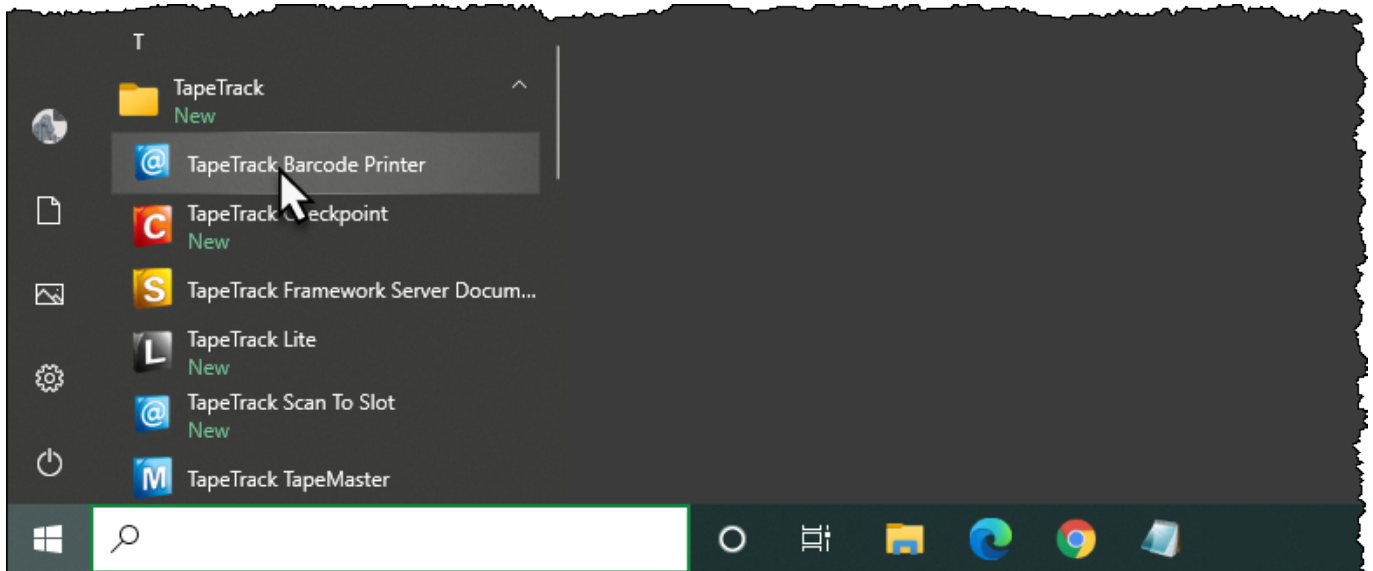 T
TapeTrack
New
@ TapeTrack Barcode Printer
C TapeTrack C eckpoint
New
S TapeTrack Framework Server Docum...
L TapeTrack Lite
New
@ TapeTrack Scan To Slot
New
M TapeTrack TapeMaster